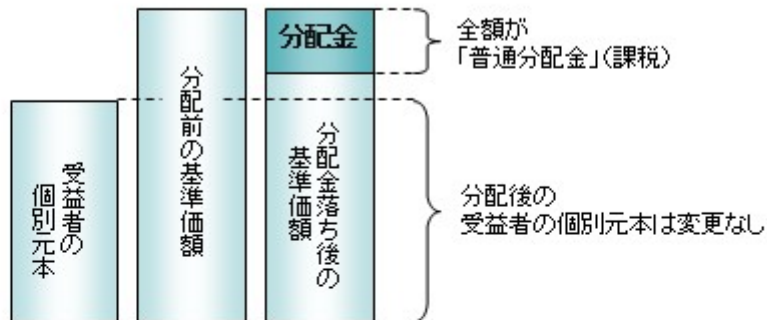 受益者の
個別元本
分配前の基準価額
分配金
分配金落ち後の
基準価額
全額が
「普通分配金」(課税)
分配後の
受益者の個別元本は変更なし